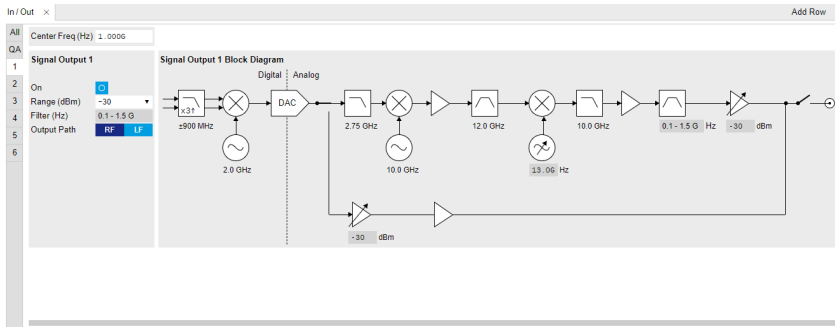 In / Out × Add Row
All
QA
1
2
3
4
5
6
Center Freq (Hz) 1.000G
Signal Output 1
On
Range (dBm) -30
Filter (Hz) 0.1 - 1.5 G
Output Path RF LF
Signal Output 1 Block Diagram
Digital Analog
x3↑
DAC
±900 MHz
2.75 GHz
12.0 GHz
10.0 GHz
0.1 - 1.5 G Hz
-30 dBm
2.0 GHz
10.0 GHz
13.0G Hz
-30 dBm